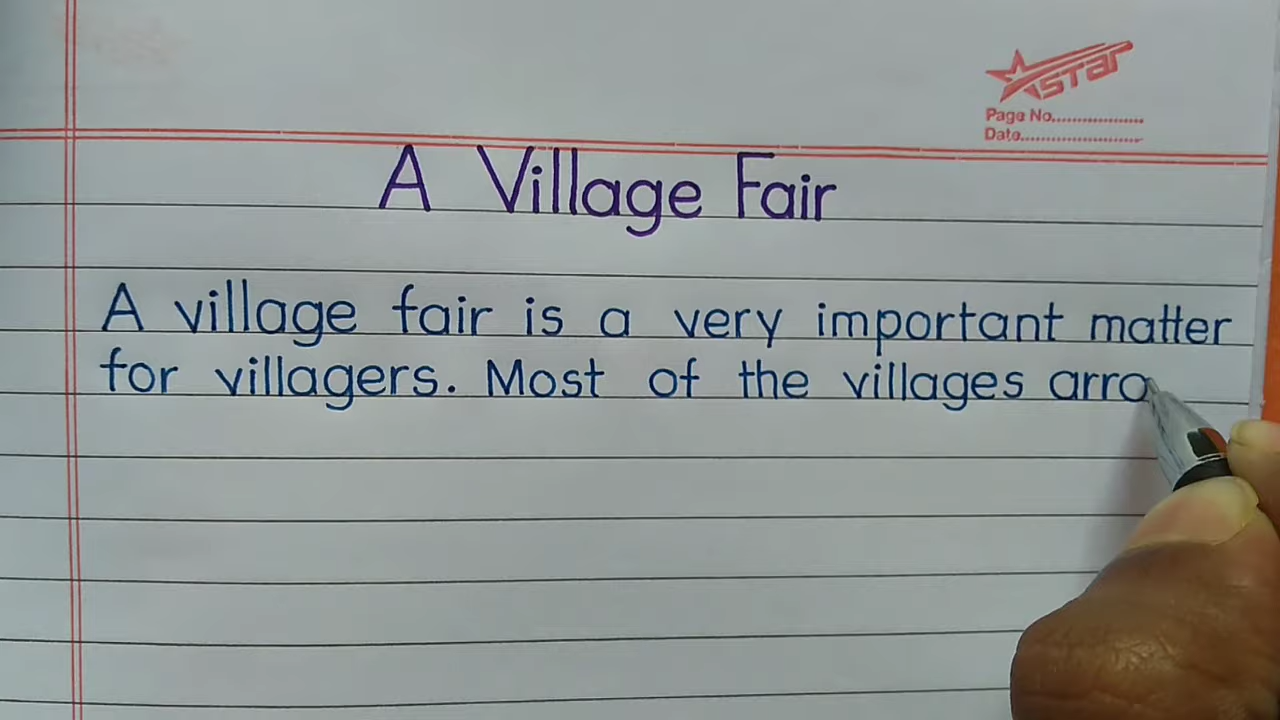 STAR
Page No.................
Date......................
A Village Fair
A village fair is a very important matter
for villagers. Most of the villages arra